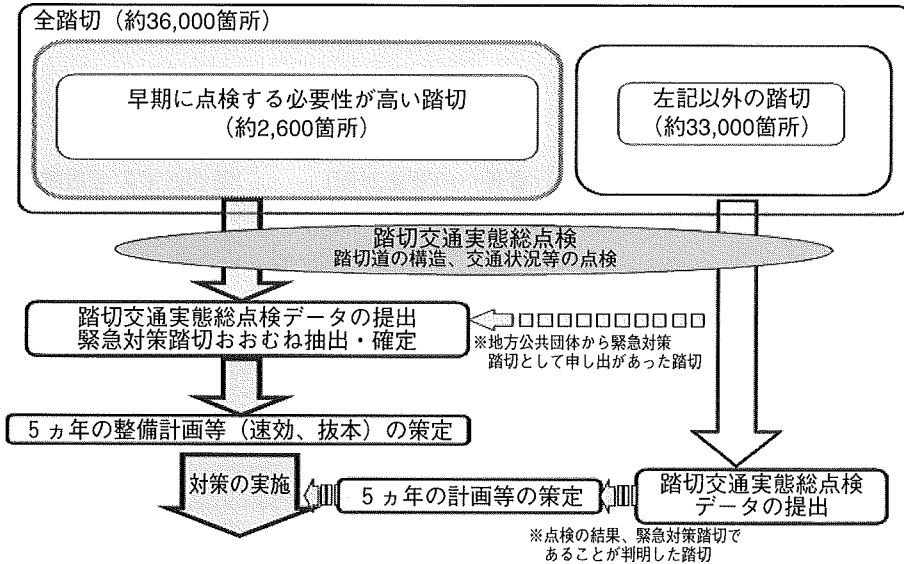 全踏切（約36,000箇所）
早期に点検する必要性が高い踏切
（約2,600箇所）
左記以外の踏切
（約33,000箇所）
踏切交通実態総点検
踏切道の構造、交通状況等の点検
踏切交通実態総点検データの提出
緊急対策踏切おおむね抽出・確定
※地方公共団体から緊急対策
踏切として申し出があった踏切
5ヵ年の整備計画等（速効、抜本）の策定
対策の実施
5ヵ年の計画等の策定
踏切交通実態総点検
データの提出
※点検の結果、緊急対策踏切で
あることが判明した踏切